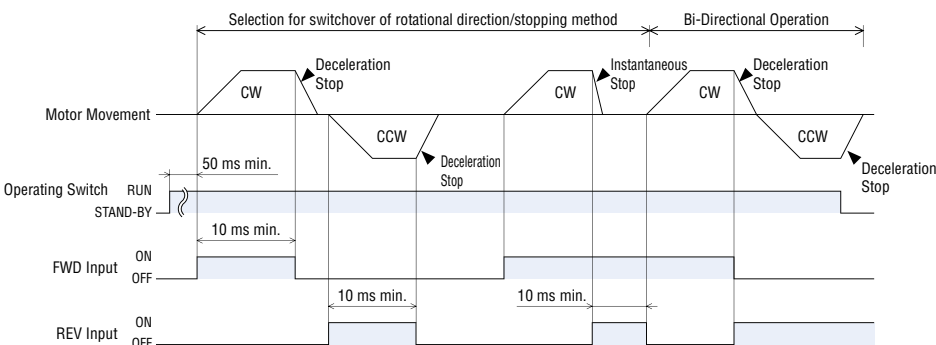 Selection for switchover of rotational direction/stopping method
Bi-Directional Operation
Deceleration
Stop
Instantaneous
Stop
Deceleration
Stop
CW
CW
CW
Motor Movement
CCW
CCW
Deceleration
Stop
Deceleration
Stop
50 ms min.
Operating Switch
RUN
STAND-BY
10 ms min.
FWD Input
ON
OFF
10 ms min.
10 ms min.
REV Input
ON
OFF